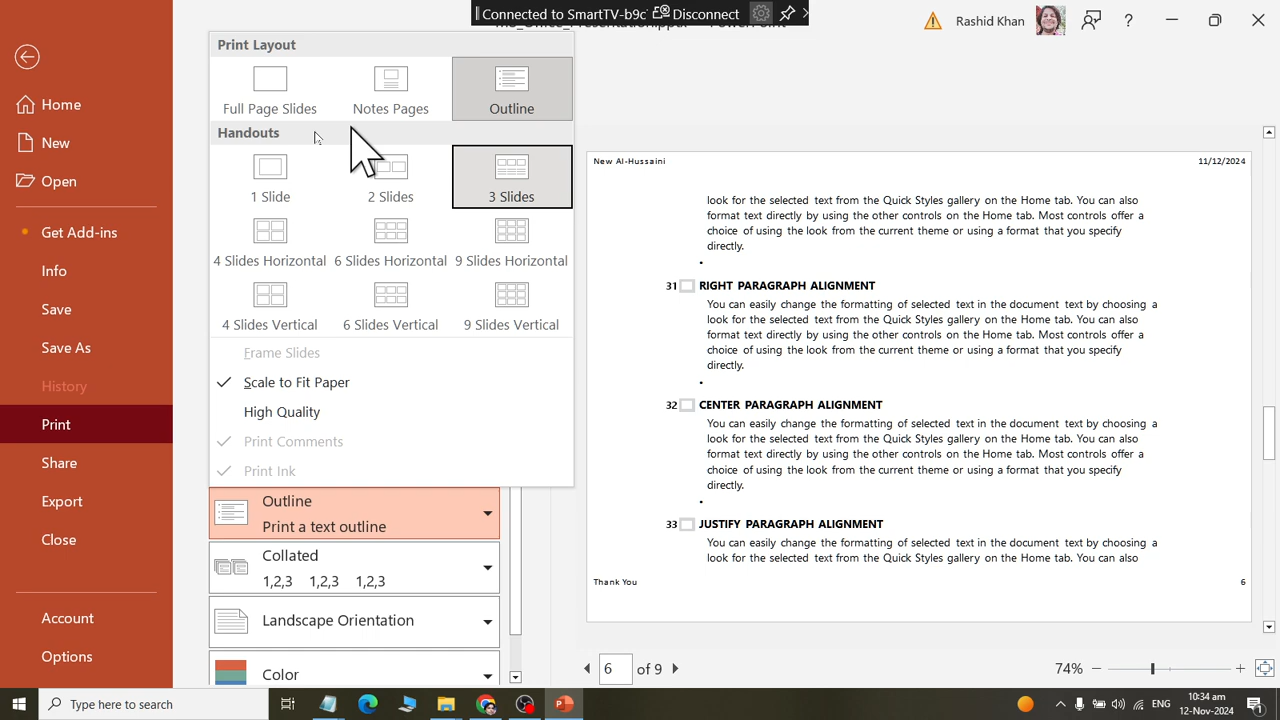 Connected to SmartTV-b9c Disconnect
Rashid Khan
?
Home
New
Open
Get Add-ins
Info
Save
Save As
History
Print
Share
Export
Close
Account
Options
Print Layout
Full Page Slides Notes Pages Outline
Handouts
1 Slide 2 Slides 3 Slides
4 Slides Horizontal 6 Slides Horizontal 9 Slides Horizontal
4 Slides Vertical 6 Slides Vertical 9 Slides Vertical
Frame Slides
Scale to Fit Paper
High Quality
Print Comments
Print Ink
Outline
Print a text outline
Collated
1,2,3 1,2,3 1,2,3
Landscape Orientation
Color
New Al-Hussaini 11/12/2024
look for the selected text from the Quick Styles gallery on the Home tab. You can also
format text directly by using the other controls on the Home tab. Most controls offer a
choice of using the look from the current theme or using a format that you specify
directly.
•
31 RIGHT PARAGRAPH ALIGNMENT
You can easily change the formatting of selected text in the document text by choosing a
look for the selected text from the Quick Styles gallery on the Home tab. You can also
format text directly by using the other controls on the Home tab. Most controls offer a
choice of using the look from the current theme or using a format that you specify
directly.
•
32 CENTER PARAGRAPH ALIGNMENT
You can easily change the formatting of selected text in the document text by choosing a
look for the selected text from the Quick Styles gallery on the Home tab. You can also
format text directly by using the other controls on the Home tab. Most controls offer a
choice of using the look from the current theme or using a format that you specify
directly.
•
33 JUSTIFY PARAGRAPH ALIGNMENT
You can easily change the formatting of selected text in the document text by choosing a
look for the selected text from the Quick Styles gallery on the Home tab. You can also
Thank You 6
6 of 9 74%
Type here to search
ENG
10:34 am
12-Nov-2024